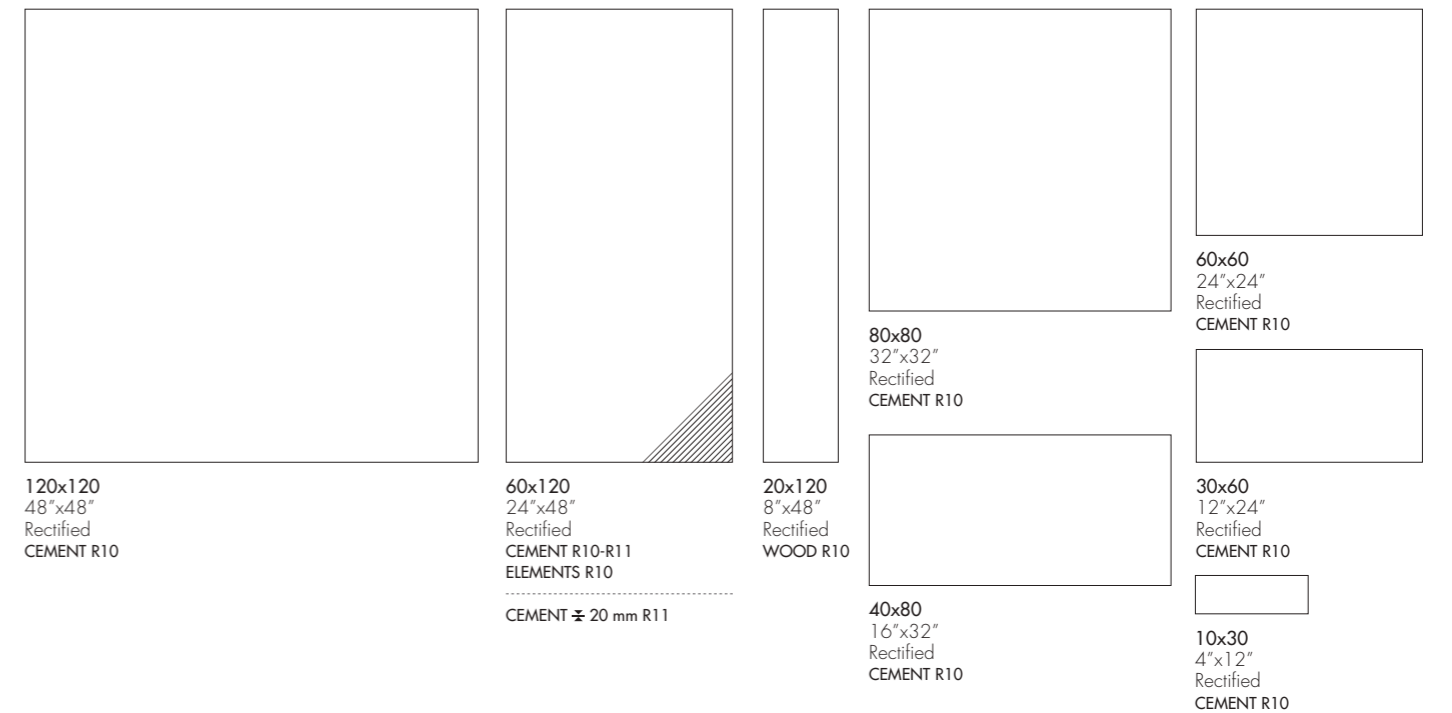 120x120
48”x48”
Rectified
CEMENT R10
60x120
24”x48”
Rectified
CEMENT R10-R11
ELEMENTS R10
CEMENT 20 mm R11
20x120
8”x48”
Rectified
WOOD R10
80x80
32”x32”
Rectified
CEMENT R10
40x80
16”x32”
Rectified
CEMENT R10
60x60
24”x24”
Rectified
CEMENT R10
30x60
12”x24”
Rectified
CEMENT R10
10x30
4”x12”
Rectified
CEMENT R10